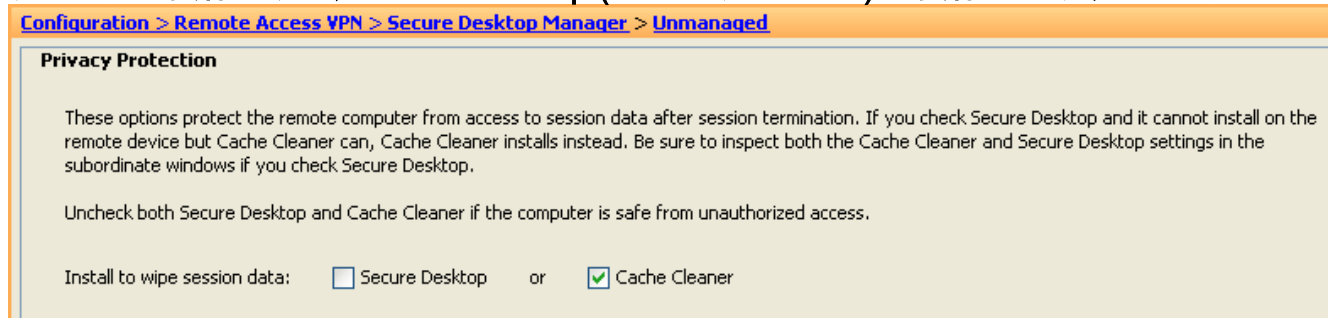 Configuration > Remote Access VPN > Secure Desktop Manager > Unmanaged
Privacy Protection
These options protect the remote computer from access to session data after session termination. If you check Secure Desktop and it cannot install on the
remote device but Cache Cleaner can, Cache Cleaner installs instead. Be sure to inspect both the Cache Cleaner and Secure Desktop settings in the
subordinate windows if you check Secure Desktop.
Uncheck both Secure Desktop and Cache Cleaner if the computer is safe from unauthorized access.
Install to wipe session data: Secure Desktop or Cache Cleaner